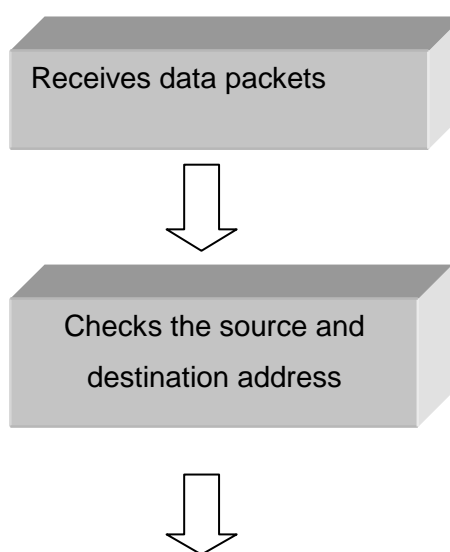 Receives data packets
Checks the source and
destination address